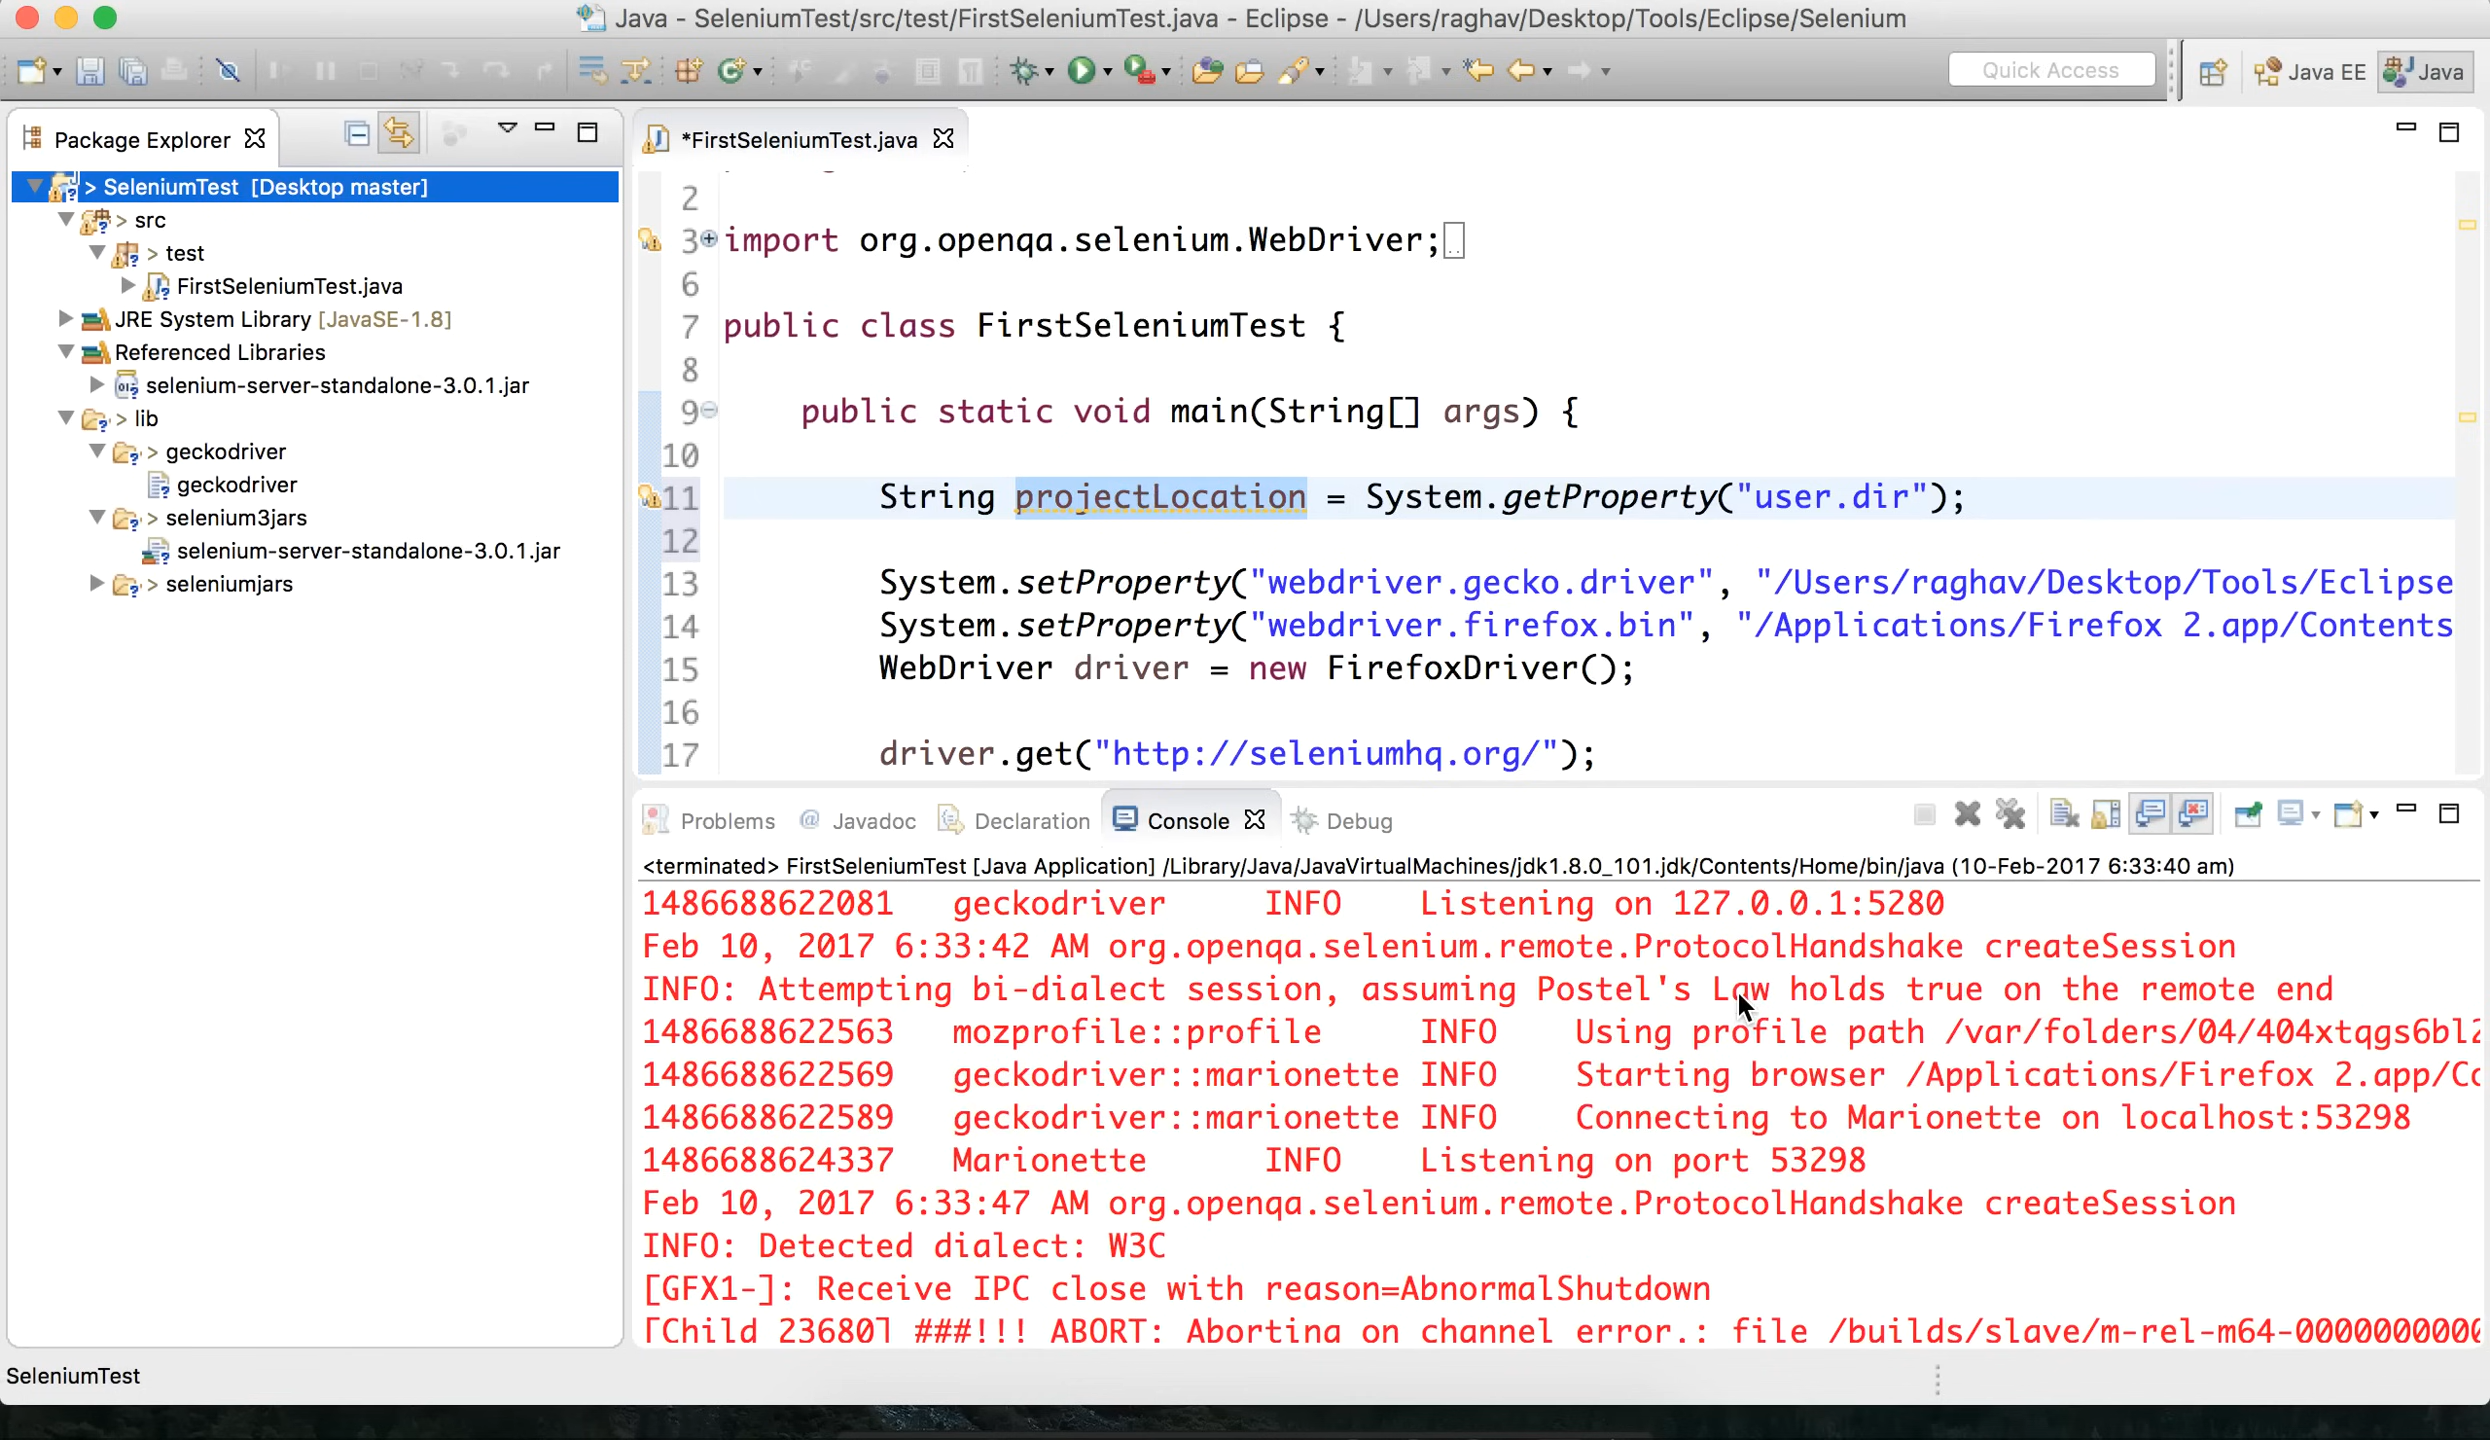 Java - SeleniumTest/src/test/FirstSeleniumTest.java - Eclipse - /Users/raghav/Desktop/Tools/Eclipse/Selenium
Quick Access
Java EE
Java
Package Explorer
> SeleniumTest [Desktop master]
> src
> test
FirstSeleniumTest.java
JRE System Library [JavaSE-1.8]
Referenced Libraries
selenium-server-standalone-3.0.1.jar
> lib
> geckodriver
geckodriver
> selenium3jars
selenium-server-standalone-3.0.1.jar
> seleniumjars
*FirstSeleniumTest.java
2
3 import org.openqa.selenium.WebDriver;
6
7 public class FirstSeleniumTest {
8
9 public static void main(String[] args) {
10
11 String projectLocation = System.getProperty("user.dir");
12
13 System.setProperty("webdriver.gecko.driver", "/Users/raghav/Desktop/Tools/Eclipse
14 System.setProperty("webdriver.firefox.bin", "/Applications/Firefox 2.app/Contents
15 WebDriver driver = new FirefoxDriver();
16
17 driver.get("http://seleniumhq.org/");
Problems @ Javadoc Declaration Console Debug
<terminated> FirstSeleniumTest [Java Application] /Library/Java/JavaVirtualMachines/jdk1.8.0_101.jdk/Contents/Home/bin/java (10-Feb-2017 6:33:40 am)
1486688622081 geckodriver INFO Listening on 127.0.0.1:5280
Feb 10, 2017 6:33:42 AM org.openqa.selenium.remote.ProtocolHandshake createSession
INFO: Attempting bi-dialect session, assuming Postel's Law holds true on the remote end
1486688622563 mozprofile::profile INFO Using profile path /var/folders/04/404xtqgs6bl2
1486688622569 geckodriver::marionette INFO Starting browser /Applications/Firefox 2.app/Co
1486688622589 geckodriver::marionette INFO Connecting to Marionette on localhost:53298
1486688624337 Marionette INFO Listening on port 53298
Feb 10, 2017 6:33:47 AM org.openqa.selenium.remote.ProtocolHandshake createSession
INFO: Detected dialect: W3C
[GFX1-]: Receive IPC close with reason=AbnormalShutdown
[Child 23680] ###!!! ABORT: Aborting on channel error.: file /builds/slave/m-rel-m64-0000000000
SeleniumTest